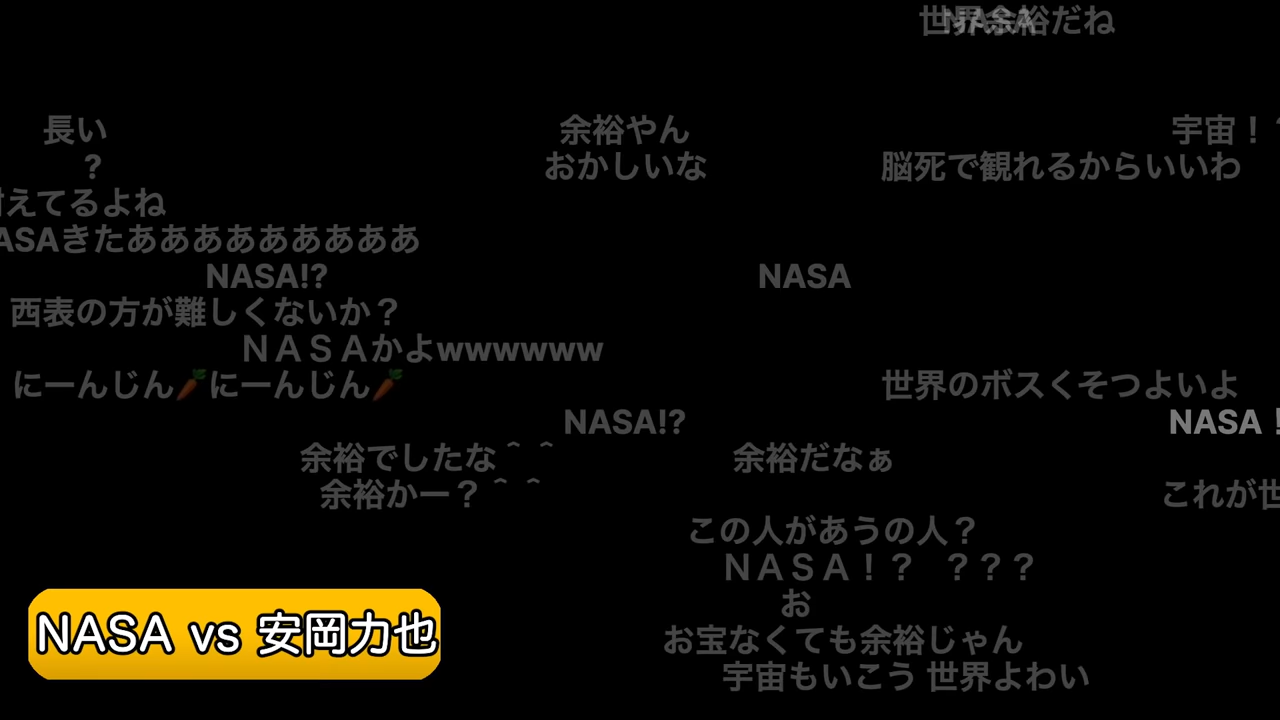 世界余裕だね
NASA
長い
余裕やん
宇宙！？
？
おかしいな
脳死で観れるからいいわ
えてるよね
ASAきたああああああああ
NASA!?
NASA
西表の方が難しくないか？
ＮＡＳＡかよwwwwww
にーんじん🥕にーんじん🥕
世界のボスくそつよいよ
NASA!?
NASA！
余裕でしたな＾ ＾
余裕だなぁ
余裕かー？＾ ＾
これが世
この人があうの人？
ＮＡＳＡ！？ ？？？
お
お宝なくても余裕じゃん
宇宙もいこう 世界よわい
NASA vs 安岡力也